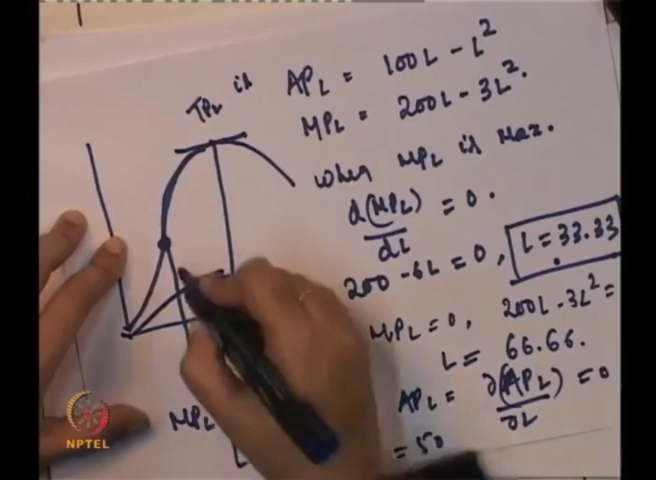 TPL is
APL = 100L - L²
MPL = 200L - 3L².
when MPL is Max.
d(MPL)/dL = 0.
200 - 6L = 0, L = 33.33
MPL = 0, 200L - 3L² =
L = 66.66.
APL = ∂(APL)/∂L = 0
= 50
MPL
NPTEL